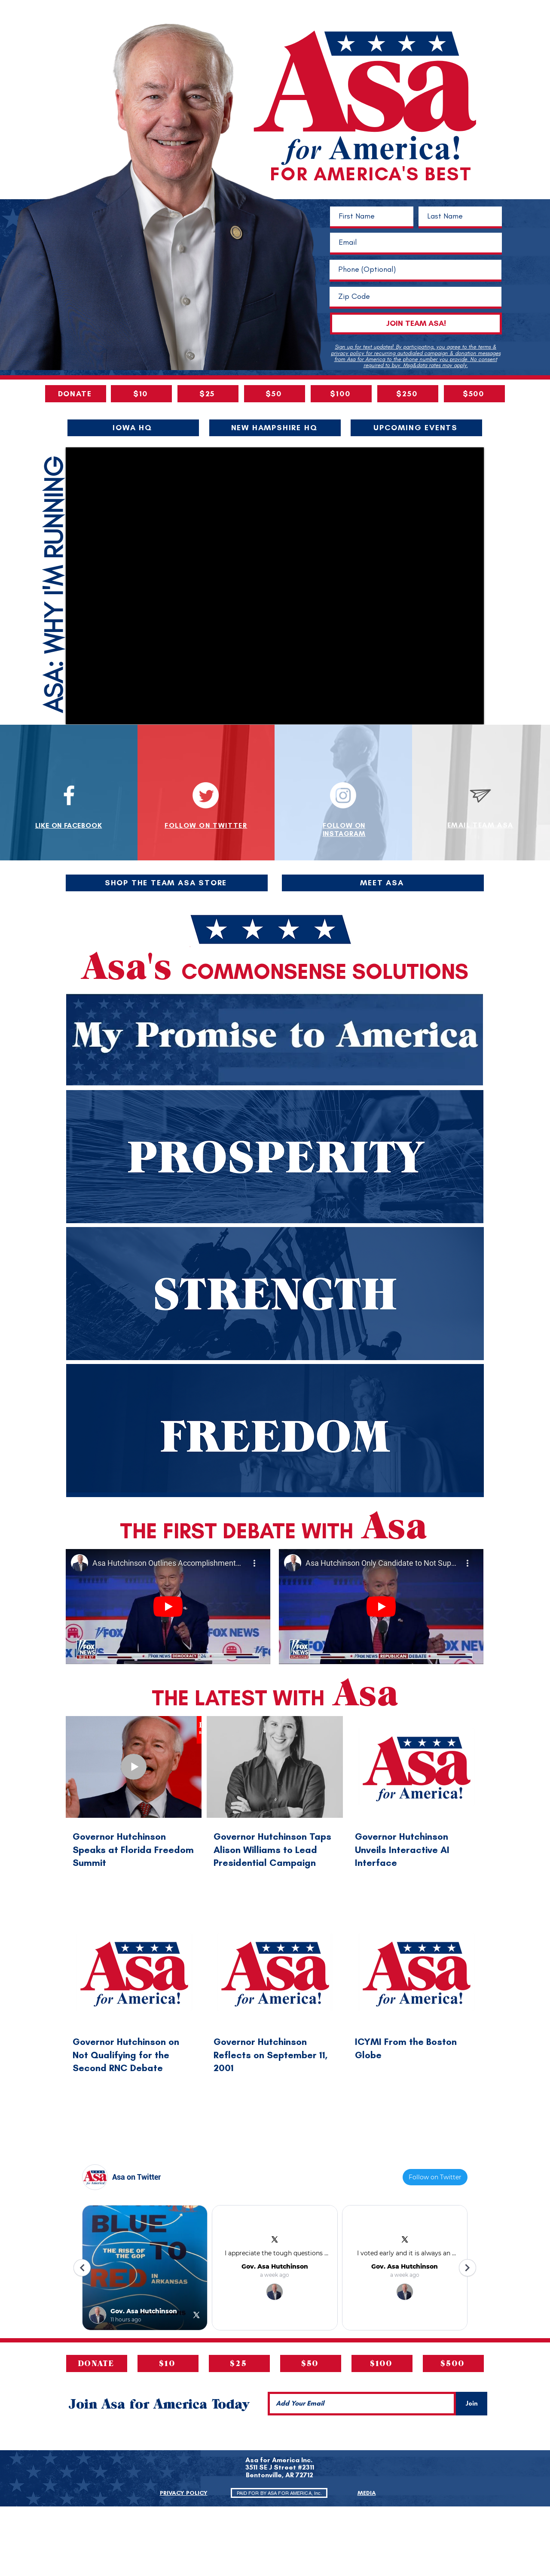 Asa
for America!
FOR AMERICA'S BEST
First Name
Last Name
Email
Phone (Optional)
Zip Code
JOIN TEAM ASA!
Sign up for text updates! By participating, you agree to the terms &
privacy policy for recurring autodialed campaign & donation messages
from Asa for America to the phone number you provide. No consent
required to buy. Msg&data rates may apply.
DONATE
$10
$25
$50
$100
$250
$500
IOWA HQ
NEW HAMPSHIRE HQ
UPCOMING EVENTS
ASA: WHY I'M RUNNING
LIKE ON FACEBOOK
FOLLOW ON TWITTER
FOLLOW ON
INSTAGRAM
EMAIL TEAM ASA
SHOP THE TEAM ASA STORE
MEET ASA
Asa's COMMONSENSE SOLUTIONS
My Promise to America
PROSPERITY
STRENGTH
FREEDOM
THE FIRST DEBATE WITH Asa
Asa Hutchinson Outlines Accomplishment...
FOX NEWS
Asa Hutchinson Only Candidate to Not Sup...
FOX NEWS REPUBLICAN DEBATE
THE LATEST WITH Asa
Governor Hutchinson
Speaks at Florida Freedom
Summit
Governor Hutchinson Taps
Alison Williams to Lead
Presidential Campaign
Asa
for America!
Governor Hutchinson
Unveils Interactive AI
Interface
Asa
for America!
Governor Hutchinson on
Not Qualifying for the
Second RNC Debate
Asa
for America!
Governor Hutchinson
Reflects on September 11,
2001
Asa
for America!
ICYMI From the Boston
Globe
Asa
Asa on Twitter
Follow on Twitter
BLUE
THE RISE OF THE GOP
TO
RED
IN ARKANSAS
Gov. Asa Hutchinson
11 hours ago
I appreciate the tough questions ...
Gov. Asa Hutchinson
a week ago
I voted early and it is always an ...
Gov. Asa Hutchinson
a week ago
DONATE
$10
$25
$50
$100
$500
Join Asa for America Today
Add Your Email
Join
Asa for America Inc.
3511 SE J Street #2311
Bentonville, AR 72712
PRIVACY POLICY
PAID FOR BY ASA FOR AMERICA, Inc.
MEDIA